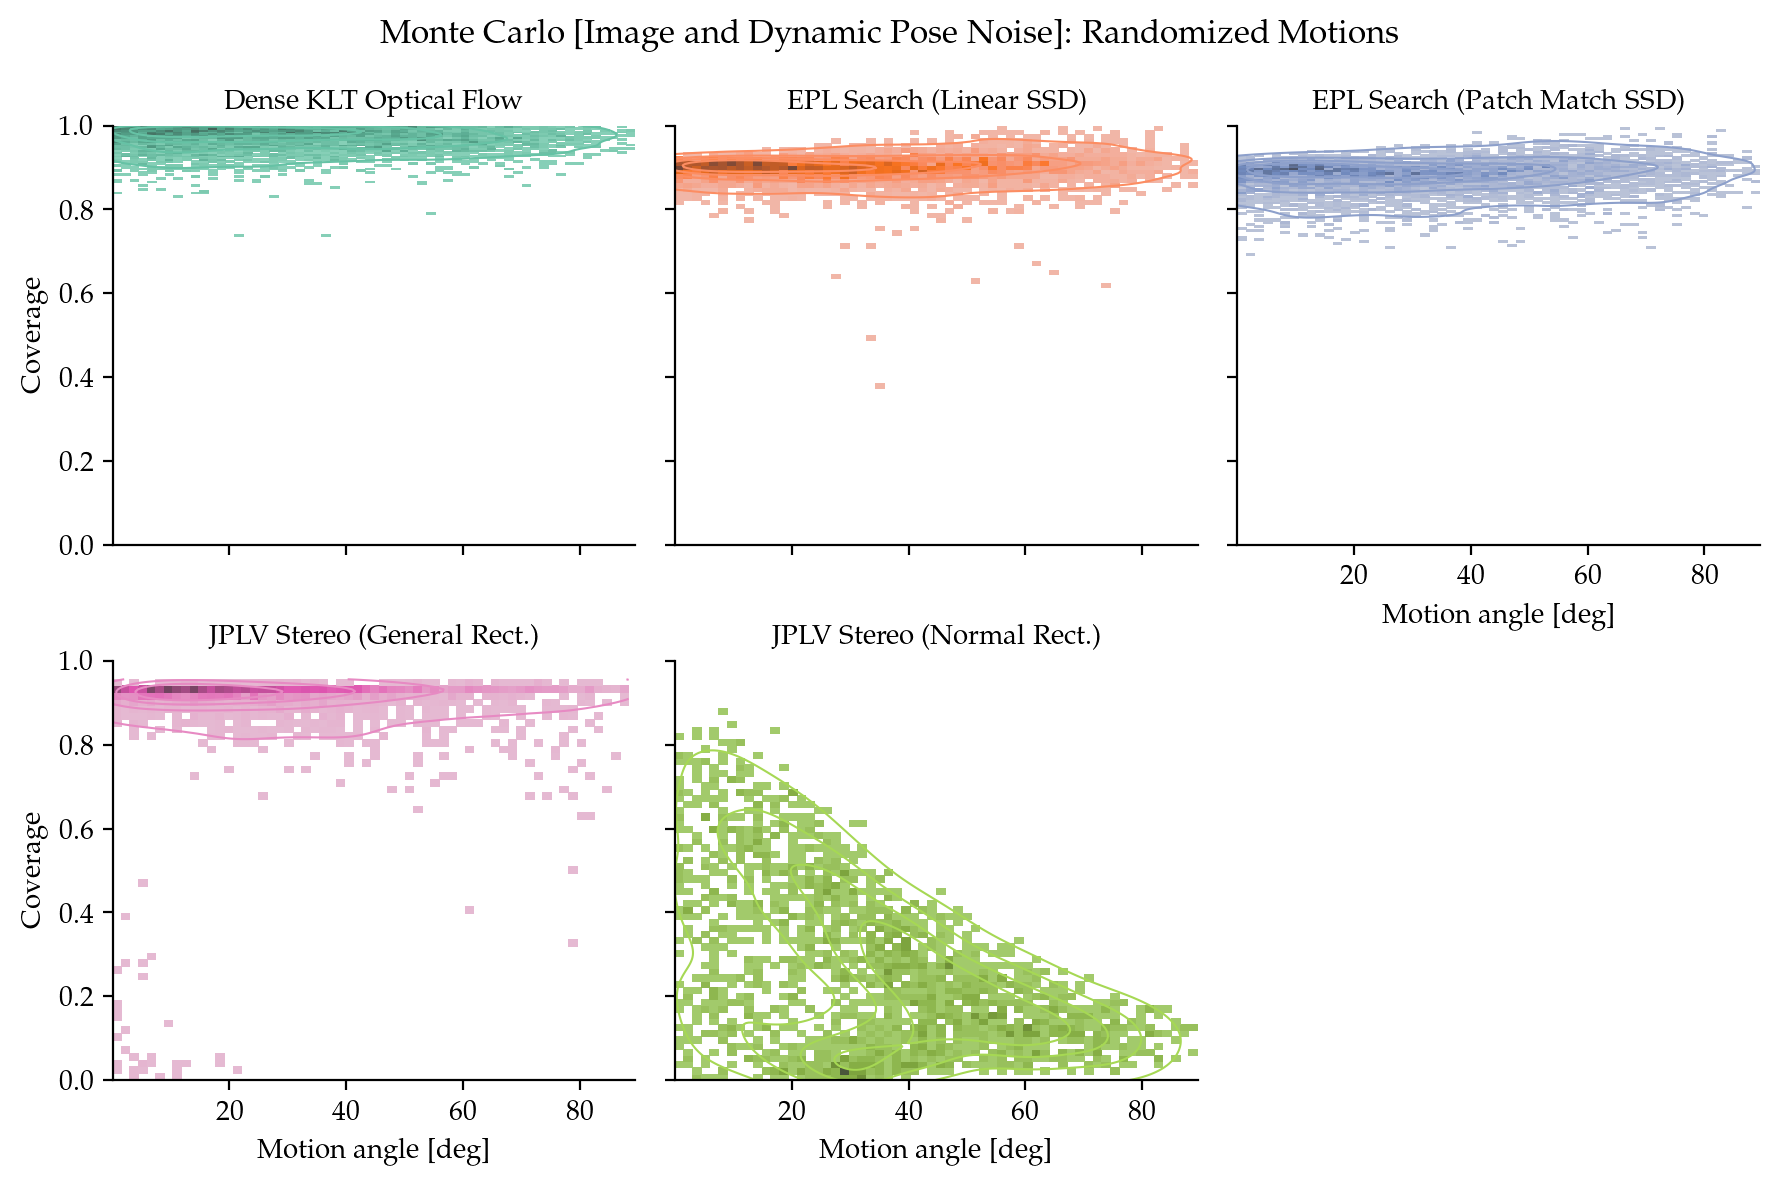 Monte Carlo [Image and Dynamic Pose Noise]: Randomized Motions
Dense KLT Optical Flow
EPL Search (Linear SSD)
EPL Search (Patch Match SSD)
1.0
0.8
0.6
0.4
0.2
0.0
Coverage
20 40 60 80
Motion angle [deg]
JPLV Stereo (General Rect.)
JPLV Stereo (Normal Rect.)
1.0
0.8
0.6
0.4
0.2
0.0
Coverage
20 40 60 80
20 40 60 80
Motion angle [deg]
Motion angle [deg]